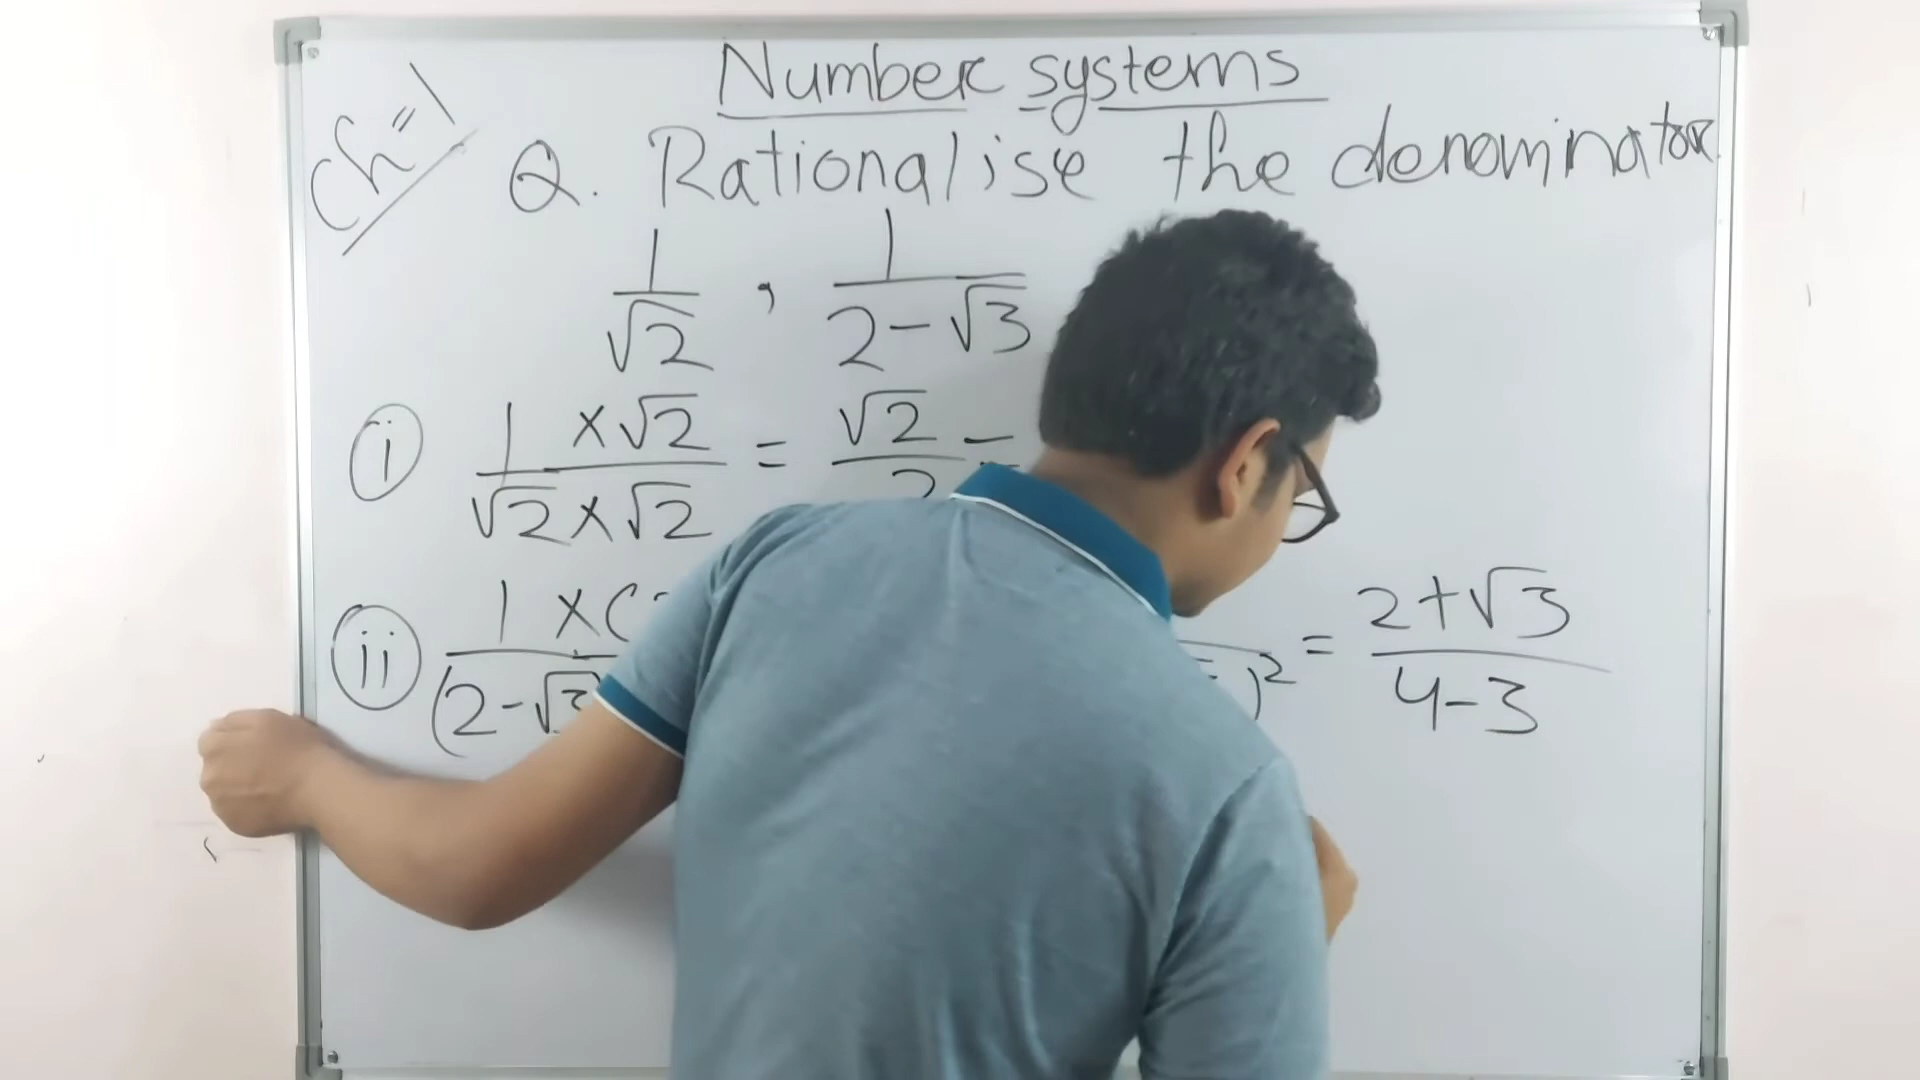 Number systems
Ch=1
Q. Rationalise the denominator.
1/√2 , 1/(2-√3)
(i) (1 × √2)/(√2 × √2) = √2/2 =
(ii) 1 × ( / (2-√3 )² = (2+√3)/(4-3)